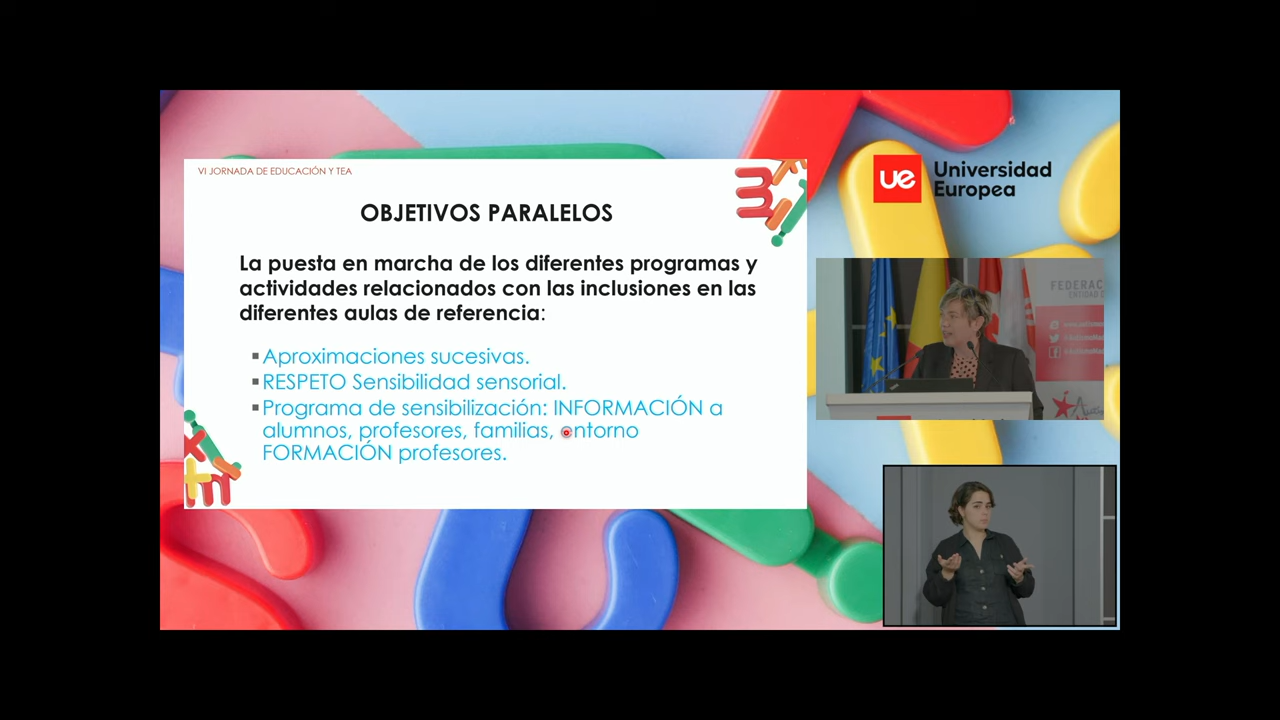 VI JORNADA DE EDUCACIÓN Y TEA
OBJETIVOS PARALELOS
La puesta en marcha de los diferentes programas y
actividades relacionados con las inclusiones en las
diferentes aulas de referencia:
▪Aproximaciones sucesivas.
▪RESPETO Sensibilidad sensorial.
▪Programa de sensibilización: INFORMACIÓN a
alumnos, profesores, familias, entorno
FORMACIÓN profesores.
ue Universidad
Europea
FEDERAC